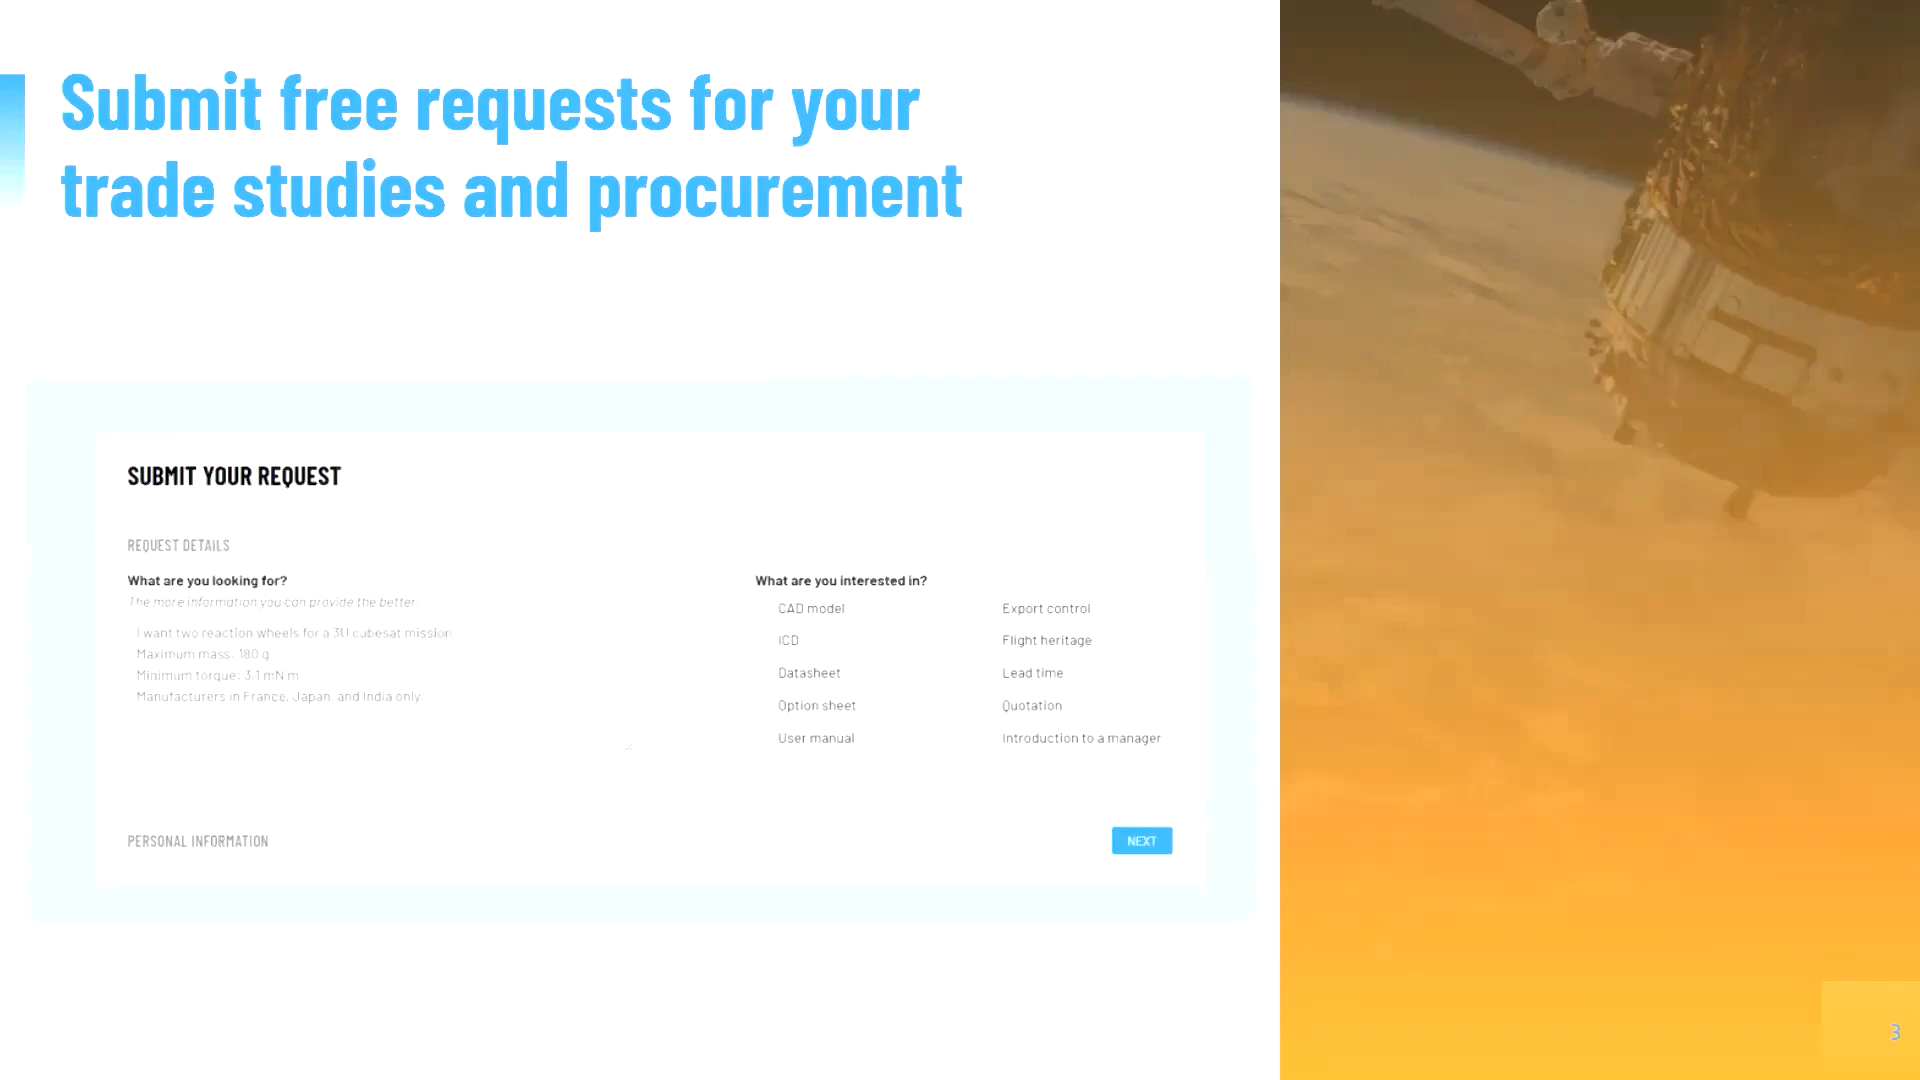 Submit free requests for your
trade studies and procurement
SUBMIT YOUR REQUEST
REQUEST DETAILS
What are you looking for?
The more information you can provide the better.
I want two reaction wheels for a 3U cubesat mission
Maximum mass: 180 g
Minimum torque: 3.1 mN m
Manufacturers in France, Japan, and India only
What are you interested in?
CAD model
ICD
Datasheet
Option sheet
User manual
Export control
Flight heritage
Lead time
Quotation
Introduction to a manager
PERSONAL INFORMATION
NEXT
3